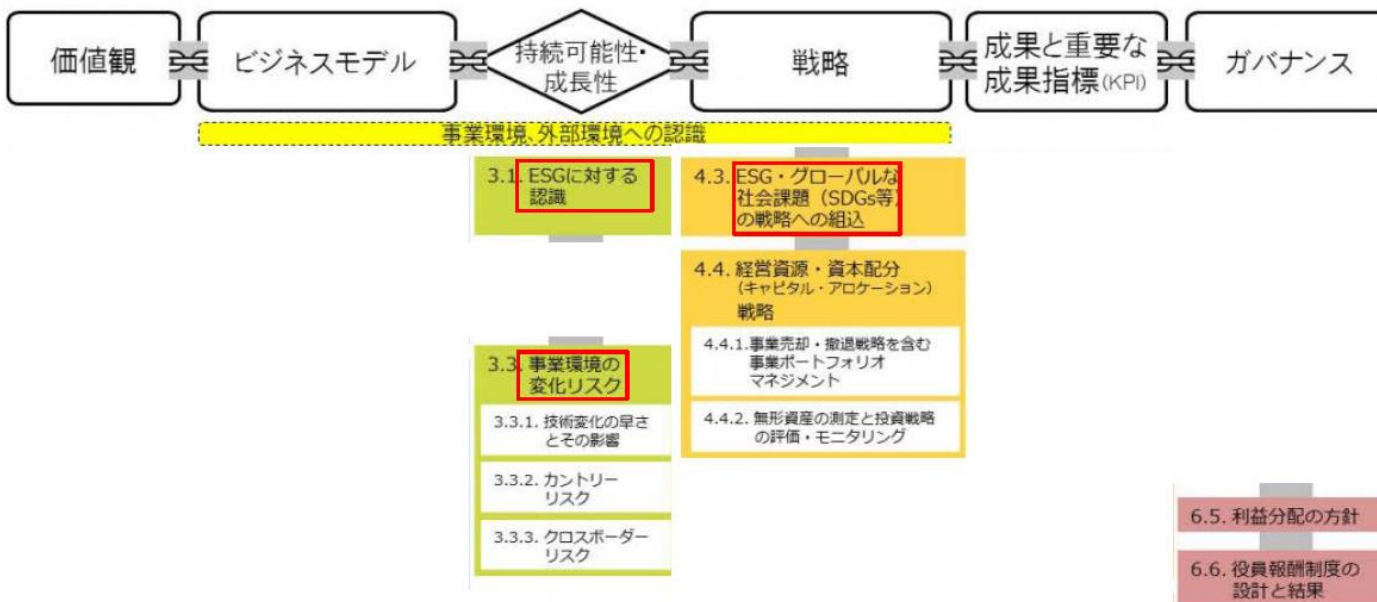 価値観
ビジネスモデル
持続可能性・
成長性
戦略
成果と重要な
成果指標(KPI)
ガバナンス
事業環境、外部環境への認識
3.1. ESGに対する
認識
4.3. ESG・グローバルな
社会課題（SDGs等）
の戦略への組込
4.4. 経営資源・資本配分
（キャピタル・アロケーション）
戦略
4.4.1.事業売却・撤退戦略を含む
事業ポートフォリオ
マネジメント
4.4.2. 無形資産の測定と投資戦略
の評価・モニタリング
3.3. 事業環境の
変化リスク
3.3.1. 技術変化の早さ
とその影響
3.3.2. カントリー
リスク
3.3.3. クロスボーダー
リスク
6.5. 利益分配の方針
6.6. 役員報酬制度の
設計と結果